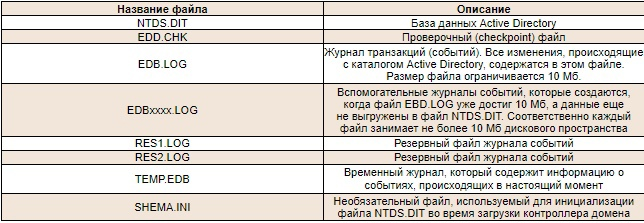 Название файла Описание
NTDS.DIT База данных Active Directory
EDD.CHK Проверочный (checkpoint) файл
Журнал транзакций (событий). Все изменения, происходящие
EDB.LOG с каталогом Active Directory, содержатся в этом файле.
Размер файла ограничивается 10 Мб.
Вспомогательные журналы событий, которые создаются,
EDBxxxx.LOG когда файл EBD.LOG уже достиг 10 Мб, а данные еще
не выгружены в файл NTDS.DIT. Соответственно каждый
файл занимает не более 10 Мб дискового пространства
RES1.LOG Резервный файл журнала событий
RES2.LOG Резервный файл журнала событий
TEMP.EDB Временный журнал, который содержит информацию о
событиях, происходящих в настоящий момент
SHEMA.INI Необязательный файл, используемый для инициализации
файла NTDS.DIT во время загрузки контроллера домена